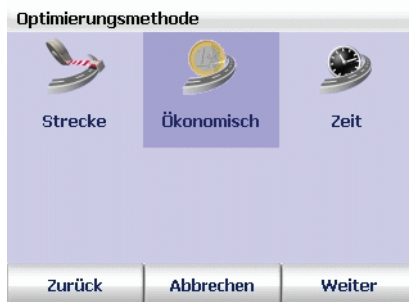 Optimierungsmethode
Strecke Ökonomisch Zeit
Zurück Abbrechen Weiter